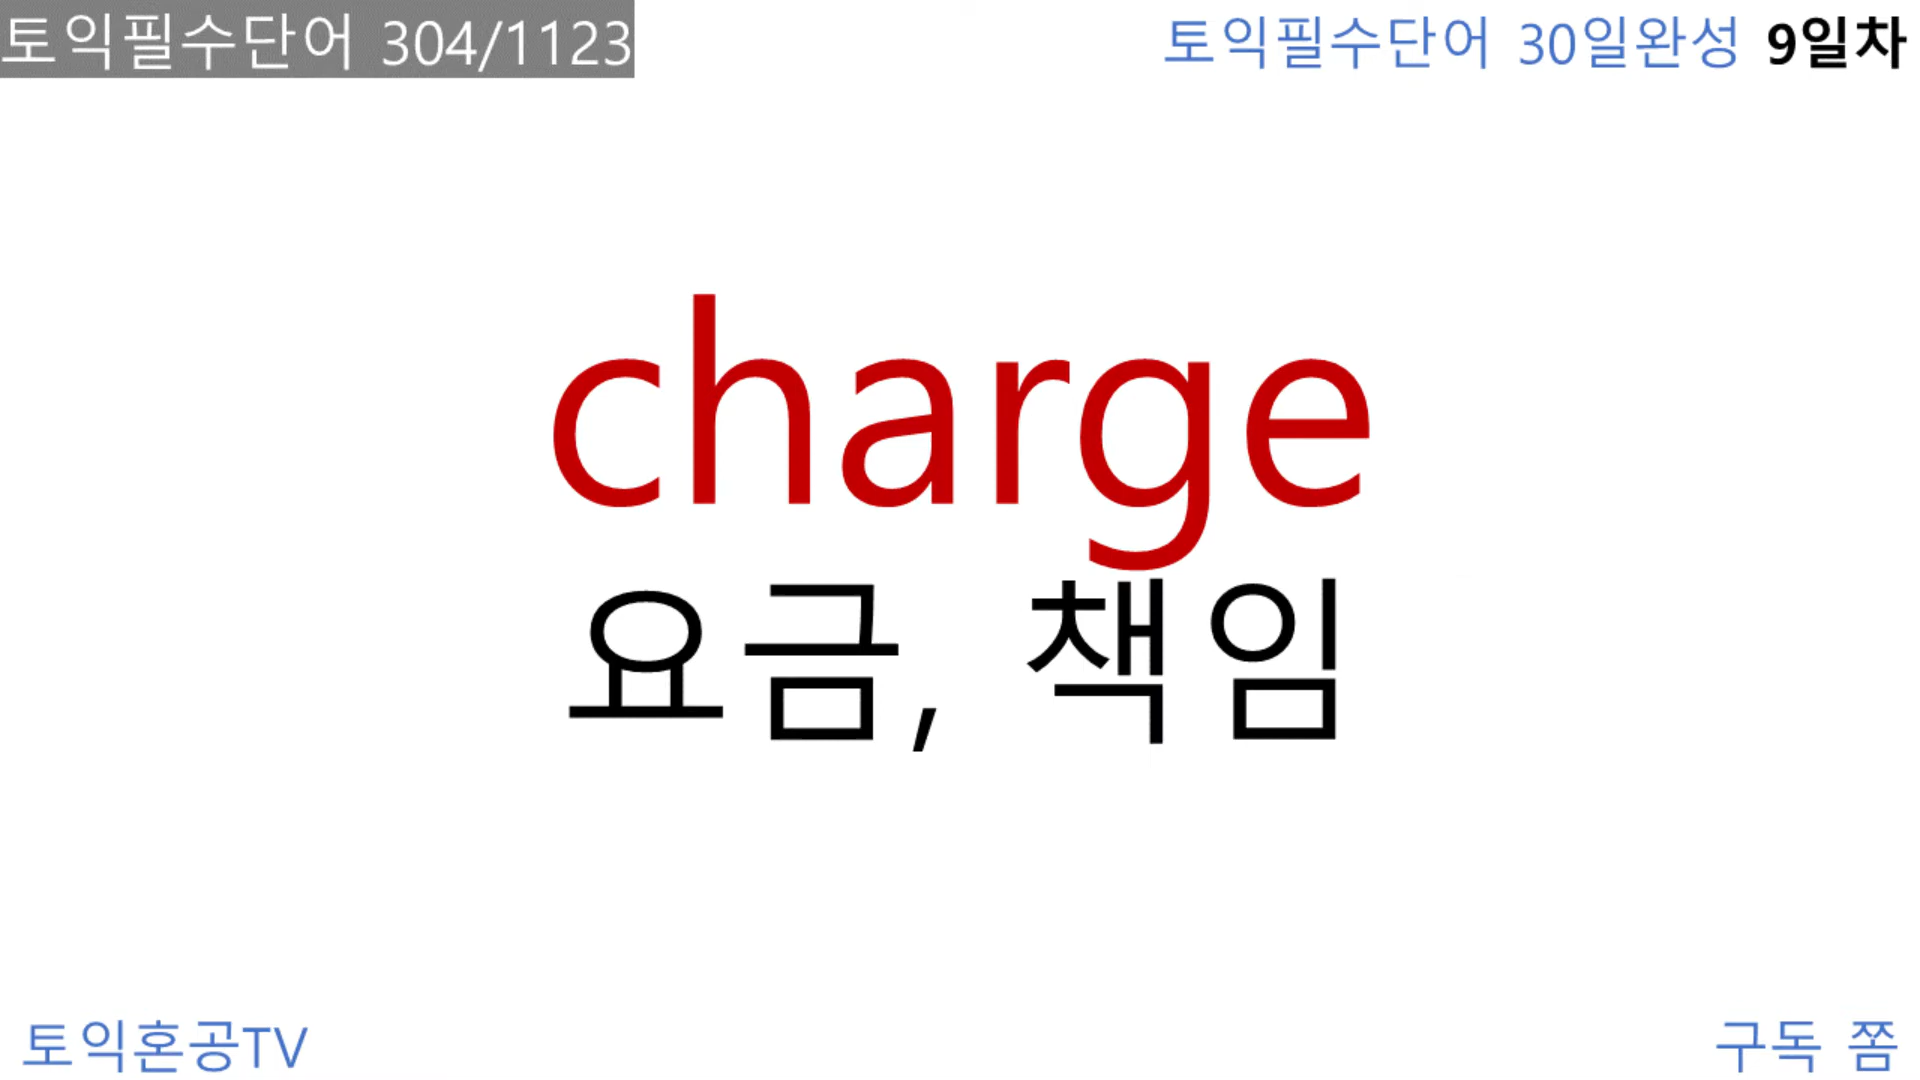 토익필수단어 304/1123
토익필수단어 30일완성 9일차
charge
요금, 책임
토익혼공TV
구독 쫌